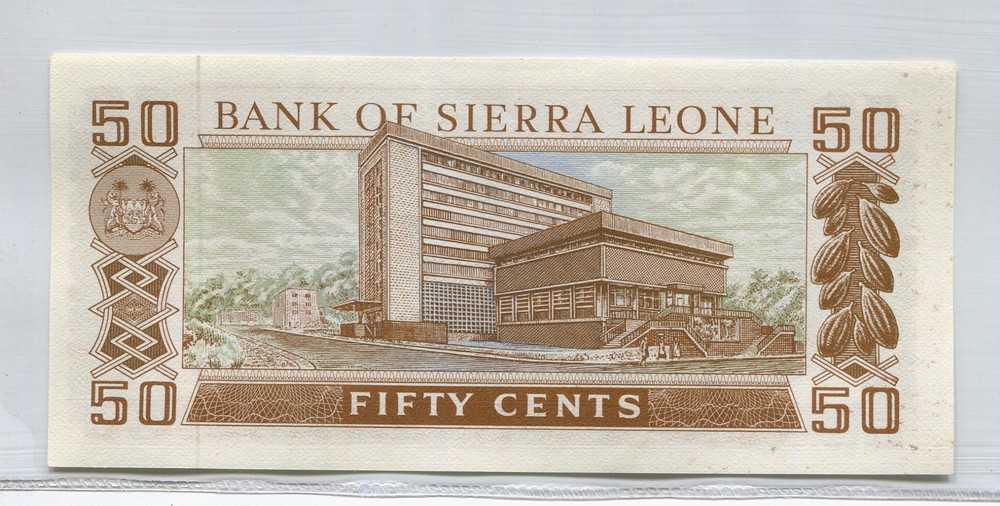 50 BANK OF SIERRA LEONE 50
50 FIFTY CENTS 50